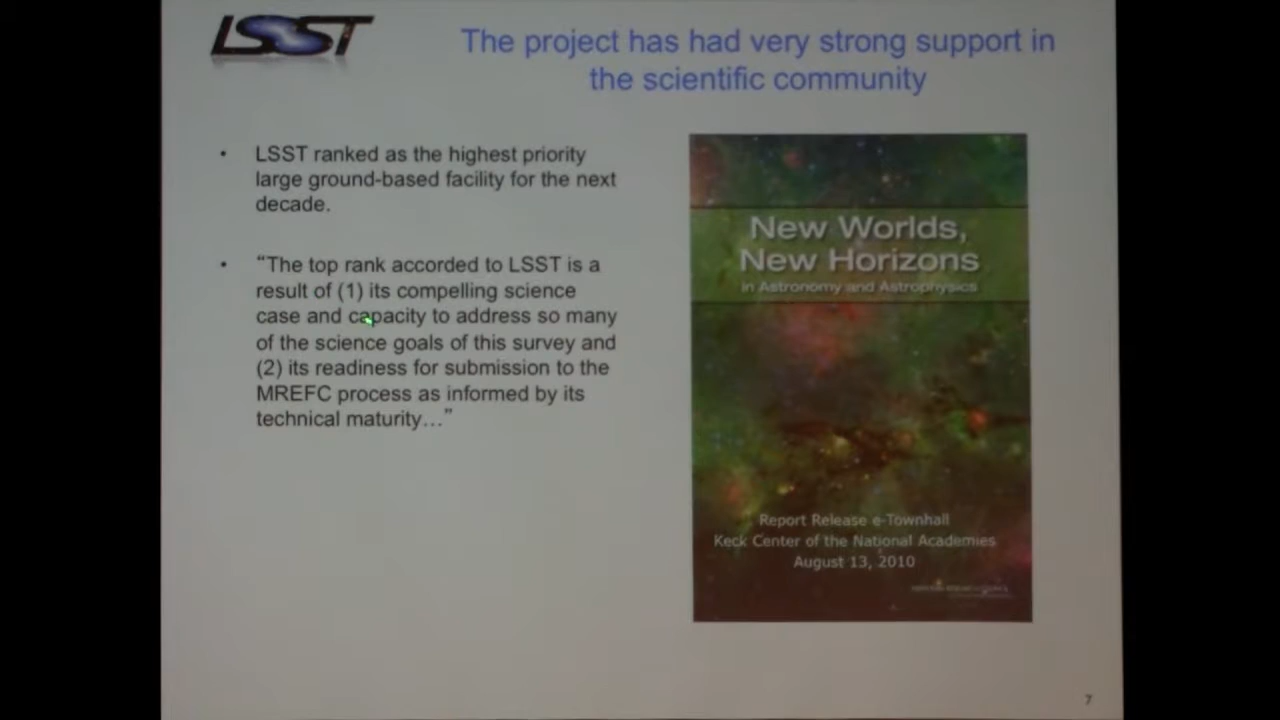 LSST
The project has had very strong support in
the scientific community
• LSST ranked as the highest priority
large ground-based facility for the next
decade.
• “The top rank accorded to LSST is a
result of (1) its compelling science
case and capacity to address so many
of the science goals of this survey and
(2) its readiness for submission to the
MREFC process as informed by its
technical maturity…”
New Worlds,
New Horizons
in Astronomy and Astrophysics
Report Release e-Townhall
Keck Center of the National Academies
August 13, 2010
7